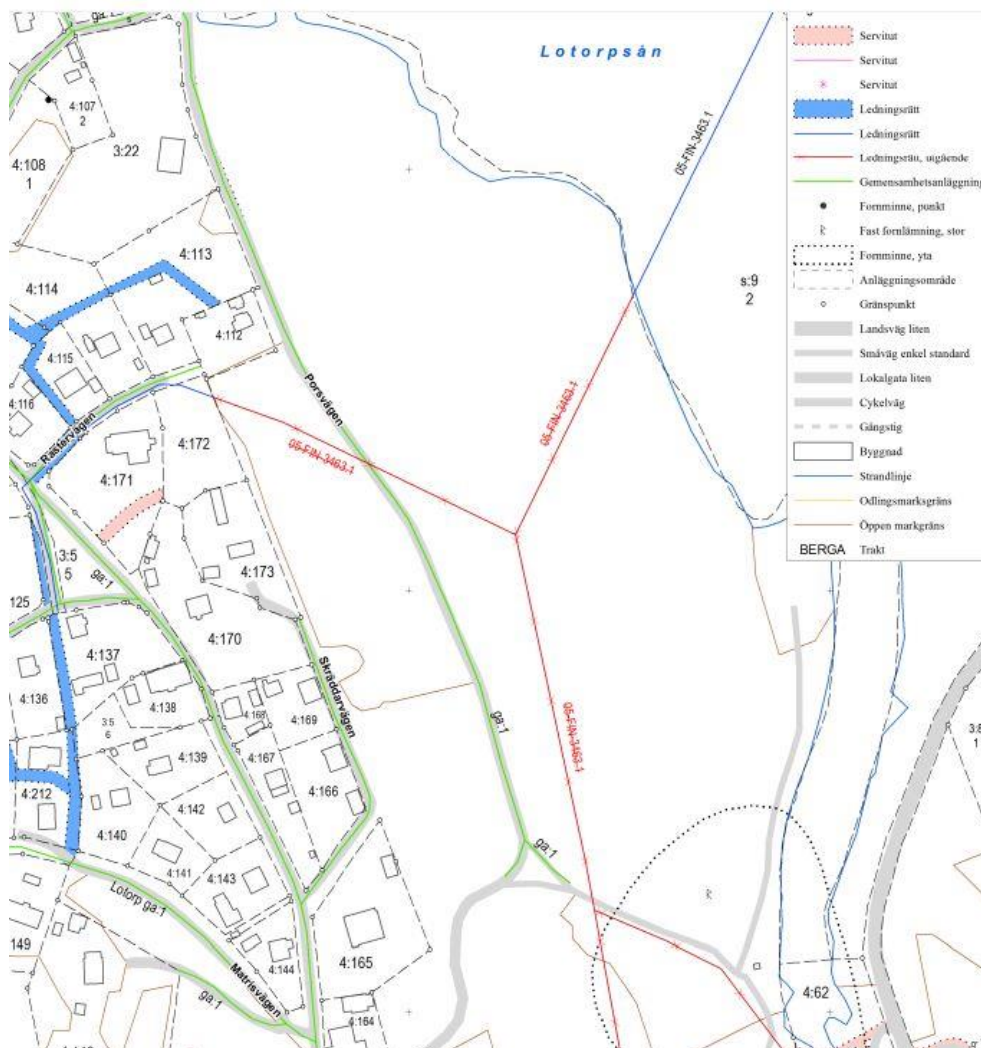 ga:1
Lotorpsån
4:107
2
3:22
4:108
1
4:113
4:114
4:112
4:115
4:116
Rastervägen
Porsvägen
05-FIN-3463.1
s:9
2
4:172
4:171
05-FIN-3463.1
05-FIN-3463.1
3:5
5
ga:1
125
4:173
4:170
4:137
4:136
4:138
3:5
6
4:168
4:169
Skräddarvägen
ga:1
05-FIN-3463.1
4:139
4:167
4:166
4:212
4:142
4:140
4:141
4:143
ga:1
Lotorp ga:1
149
4:144
4:165
Matrisvägen
ga:1
4:164
4:62
3:8
1
Servitut
Servitut
Servitut
Ledningsrätt
Ledningsrätt
Ledningsrätt, utgående
Gemensamhetsanläggning
Fornminne, punkt
Fast fornlämning, stor
Fornminne, yta
Anläggningsområde
Gränspunkt
Landsväg liten
Småväg enkel standard
Lokalgata liten
Cykelväg
Gångstig
Byggnad
Strandlinje
Odlingsmarksgräns
Öppen markgräns
BERGA Trakt